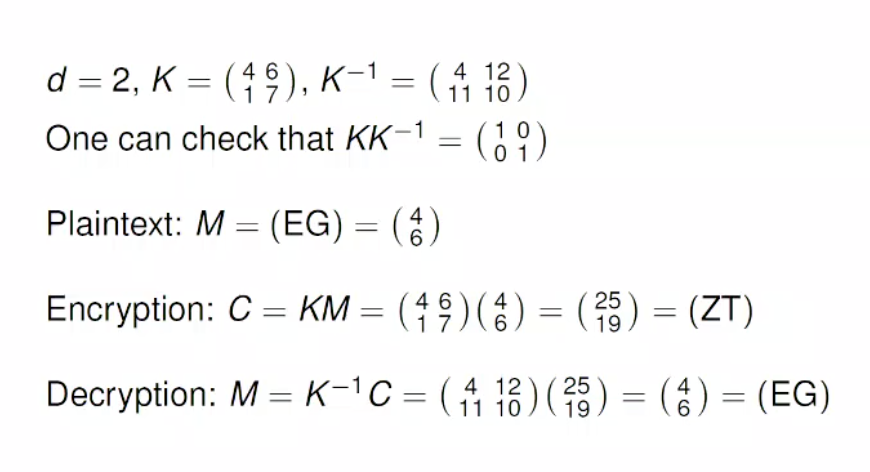 d = 2, K = (4 6 1 7), K⁻¹ = (4 12 11 10)
One can check that KK⁻¹ = (1 0 0 1)
Plaintext: M = (EG) = (4 6)
Encryption: C = KM = (4 6 1 7)(4 6) = (25 19) = (ZT)
Decryption: M = K⁻¹C = (4 12 11 10)(25 19) = (4 6) = (EG)